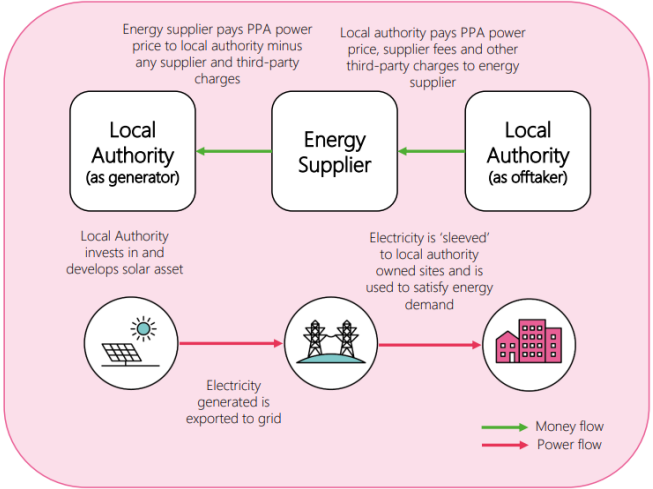 Energy supplier pays PPA power
price to local authority minus
any supplier and third-party
charges
Local authority pays PPA power
price, supplier fees and other
third-party charges to energy
supplier
Local
Authority
(as generator)
Energy
Supplier
Local
Authority
(as offtaker)
Local Authority
invests in and
develops solar asset
Electricity is ‘sleeved’
to local authority
owned sites and is
used to satisfy energy
demand
Electricity
generated is
exported to grid
Money flow
Power flow